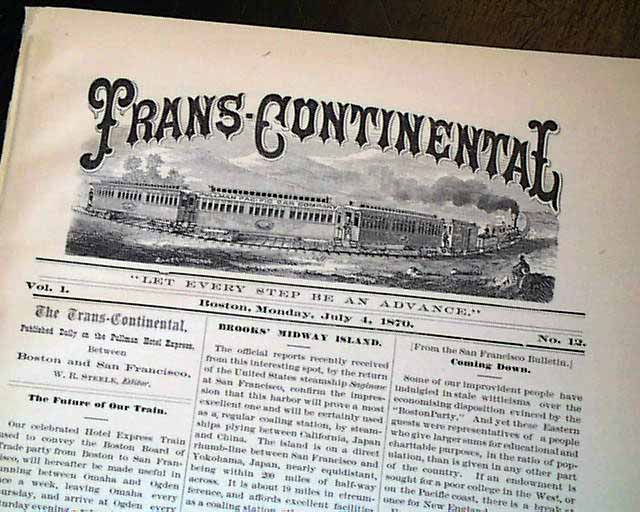 TRANS-CONTINENTAL
"LET EVERY STEP BE AN ADVANCE."
Vol. 1.
Boston, Monday, July 4, 1870.
No. 12.
The Trans-Continental,
Published Daily on the Pullman Hotel Express,
Between
Boston and San Francisco.
W. R. STEELE, Editor.
The Future of Our Train.
Our celebrated Hotel Express Train
used to convey the Boston Board of
Trade party from Boston to San Fran-
cisco, will hereafter be made useful in
running between Omaha and Ogden
once a week, leaving Omaha every
Thursday, and arrive at Ogden every
BROOKS' MIDWAY ISLAND.
The official reports recently received
from this interesting spot, by the return
of the United States steamship Saginaw
at San Francisco, confirm the impres-
sion that this harbor will prove a most
excellent one and will be certainly used
as a regular coaling station, by steam-
ships plying between California, Japan
and China. The island is on a direct
rhumb-line between San Francisco and
Yokohama, Japan, nearly equidistant,
being within 200 miles of half-way
across. It is about 19 miles in circum-
ference, and affords excellent facilities
as a coaling station
[From the San Francisco Bulletin.]
Coming Down.
Some of our improvident people have
indulged in stale witticisms over the
economising disposition evinced by the
"BostonParty." And yet these Eastern
guests were representatives of a people
who give larger sums for educational and
charitable purposes, in the ratio of pop-
ulation, than is given in any other part
of the country. If an endowment is
sought for a poor college in the West, or
on the Pacific coast, there is a break at
once for New England.